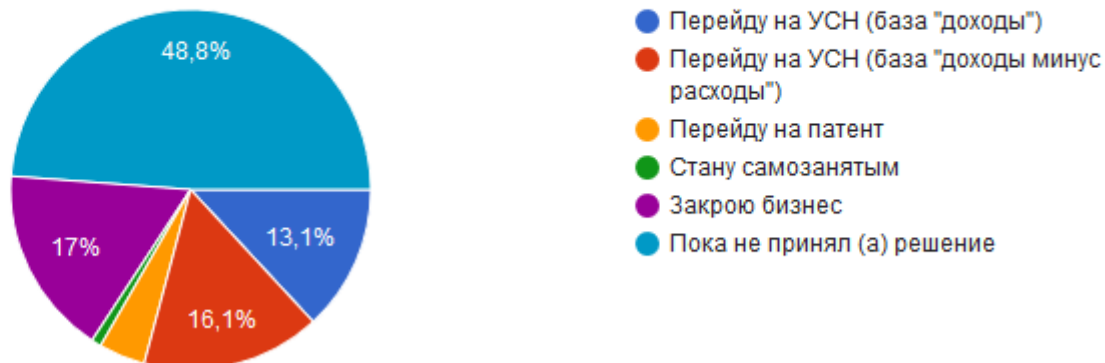 48,8%
17%
16,1%
13,1%
Перейду на УСН (база "доходы")
Перейду на УСН (база "доходы минус
расходы")
Перейду на патент
Стану самозанятым
Закрою бизнес
Пока не принял (а) решение